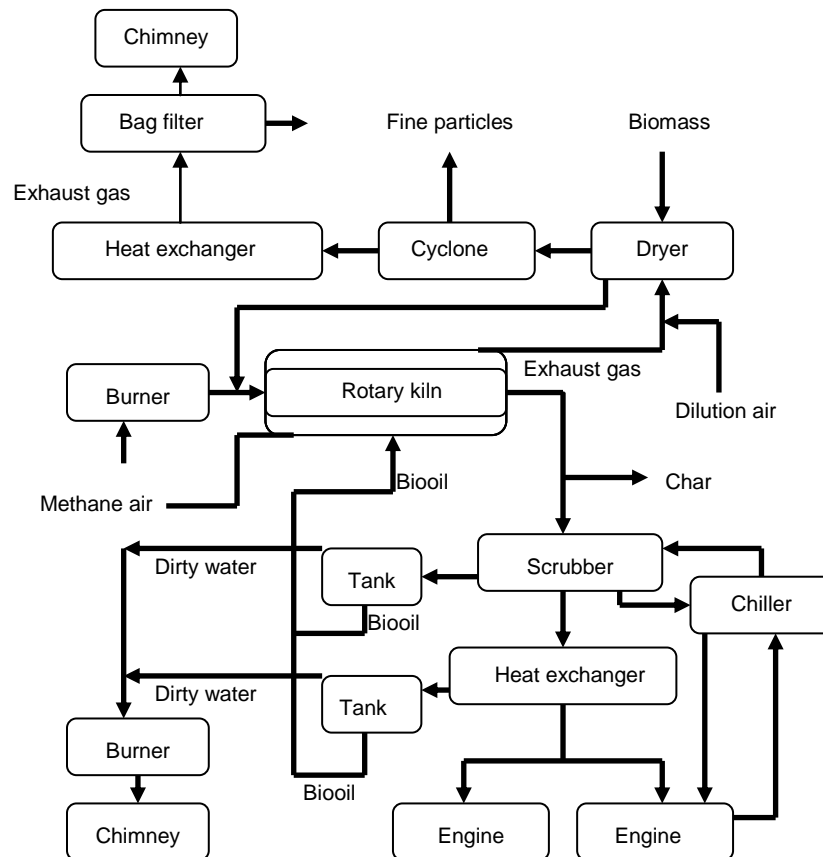 Chimney
Bag filter
Fine particles
Biomass
Exhaust gas
Heat exchanger
Cyclone
Dryer
Exhaust gas
Burner
Rotary kiln
Dilution air
Methane air
Biooil
Char
Dirty water
Tank
Scrubber
Chiller
Biooil
Dirty water
Tank
Heat exchanger
Burner
Biooil
Chimney
Engine
Engine